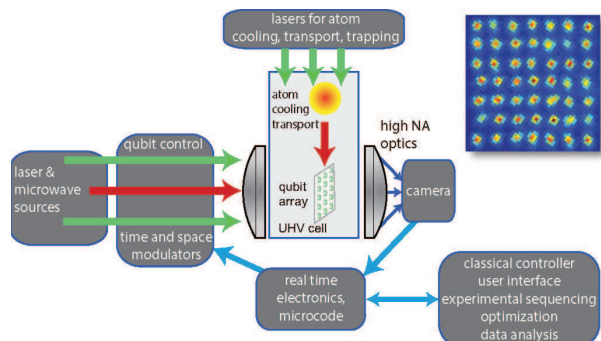 lasers for atom
cooling, transport, trapping
atom
cooling
transport
high NA
optics
qubit control
laser &
microwave
sources
qubit
array
camera
time and space
modulators
UHV cell
real time
electronics,
microcode
classical controller
user interface
experimental sequencing
optimization
data analysis